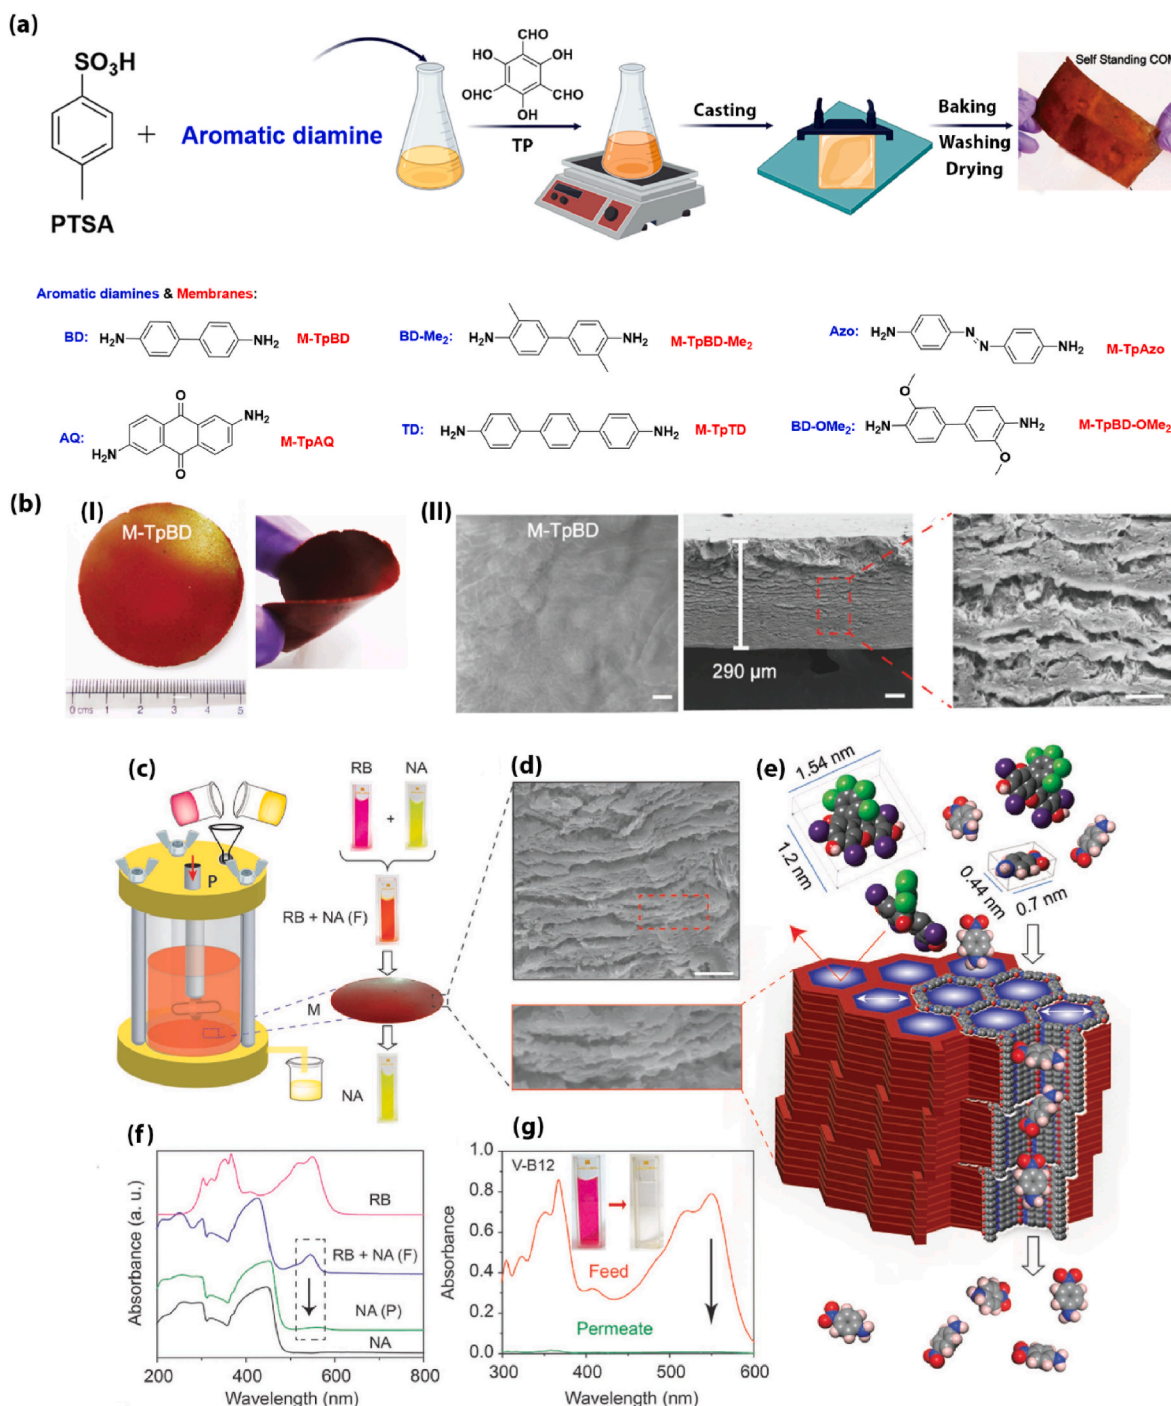 (a)
SO₃H
PTSA
+
Aromatic diamine
CHO
HO
OH
OHC
CHO
OH
TP
Casting
Baking
Washing
Drying
Self Standing COM
Aromatic diamines & Membranes:
BD:
H₂N
NH₂
M-TpBD
BD-Me₂:
H₂N
NH₂
M-TpBD-Me₂
Azo:
H₂N
N
N
NH₂
M-TpAzo
AQ:
O
NH₂
H₂N
O
M-TpAQ
TD:
H₂N
NH₂
M-TpTD
BD-OMe₂:
O
H₂N
NH₂
O
M-TpBD-OMe₂
(b)
(I)
M-TpBD
0 cms 1 2 3 4 5
(II)
M-TpBD
290 µm
(c)
P
RB NA
+
RB + NA (F)
M
NA
(d)
(e)
1.54 nm
1.2 nm
0.44 nm
0.7 nm
(f)
Absorbance (a. u.)
RB
RB + NA (F)
NA (P)
NA
200 400 600 800
Wavelength (nm)
(g)
Absorbance
1.0
0.8
0.6
0.4
0.2
0.0
V-B12
Feed
Permeate
300 400 500 600
Wavelength (nm)